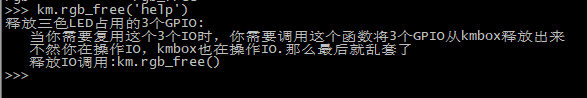 >>> km.rgb_free('help')
释放三色LED占用的3个GPIO:
当你需要复用这个3个IO时，你需要调用这个函数将3个GPIO从kmbox释放出来
不然你在操作IO，kmbox也在操作IO.那么最后就乱套了
释放IO调用:km.rgb_free()
>>>